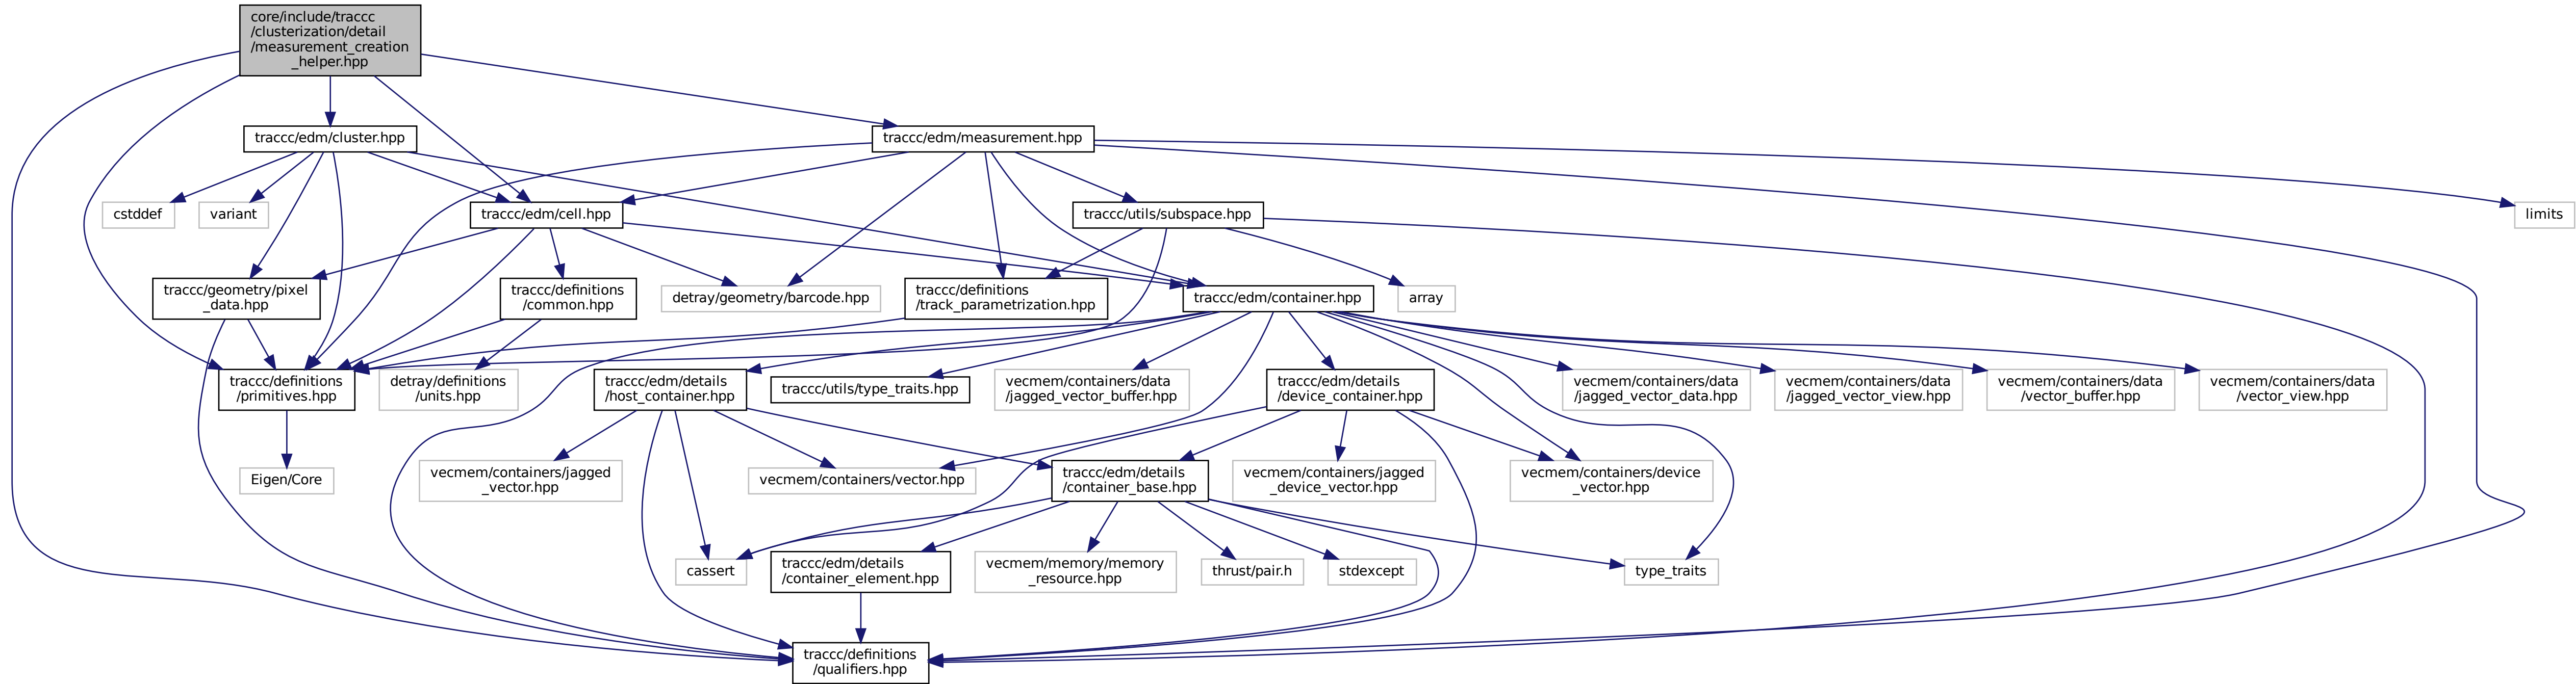 core/include/traccc
/clusterization/detail
/measurement_creation
_helper.hpp
traccc/edm/cluster.hpp
traccc/edm/measurement.hpp
cstddef
variant
traccc/edm/cell.hpp
traccc/utils/subspace.hpp
limits
traccc/geometry/pixel
_data.hpp
traccc/definitions
/common.hpp
detray/geometry/barcode.hpp
traccc/definitions
/track_parametrization.hpp
traccc/edm/container.hpp
array
traccc/definitions
/primitives.hpp
detray/definitions
/units.hpp
traccc/edm/details
/host_container.hpp
traccc/utils/type_traits.hpp
vecmem/containers/data
/jagged_vector_buffer.hpp
traccc/edm/details
/device_container.hpp
vecmem/containers/data
/jagged_vector_data.hpp
vecmem/containers/data
/jagged_vector_view.hpp
vecmem/containers/data
/vector_buffer.hpp
vecmem/containers/data
/vector_view.hpp
Eigen/Core
vecmem/containers/jagged
_vector.hpp
vecmem/containers/vector.hpp
traccc/edm/details
/container_base.hpp
vecmem/containers/jagged
_device_vector.hpp
vecmem/containers/device
_vector.hpp
cassert
traccc/edm/details
/container_element.hpp
vecmem/memory/memory
_resource.hpp
thrust/pair.h
stdexcept
type_traits
traccc/definitions
/qualifiers.hpp